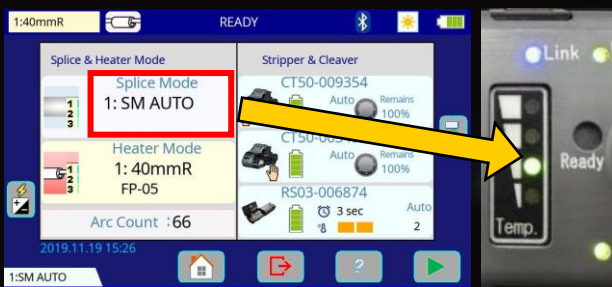 1:40mmR
READY
Splice & Heater Mode
Splice Mode
1: SM AUTO
1
2
3
Heater Mode
1: 40mmR
FP-05
1
2
3
Arc Count :66
Stripper & Cleaver
CT50-009354
Auto
Remains
100%
Auto
Remains
100%
RS03-006874
3 sec
Auto
2
2019.11.19 15:26
?
1:SM AUTO
Link
Ready
Temp.